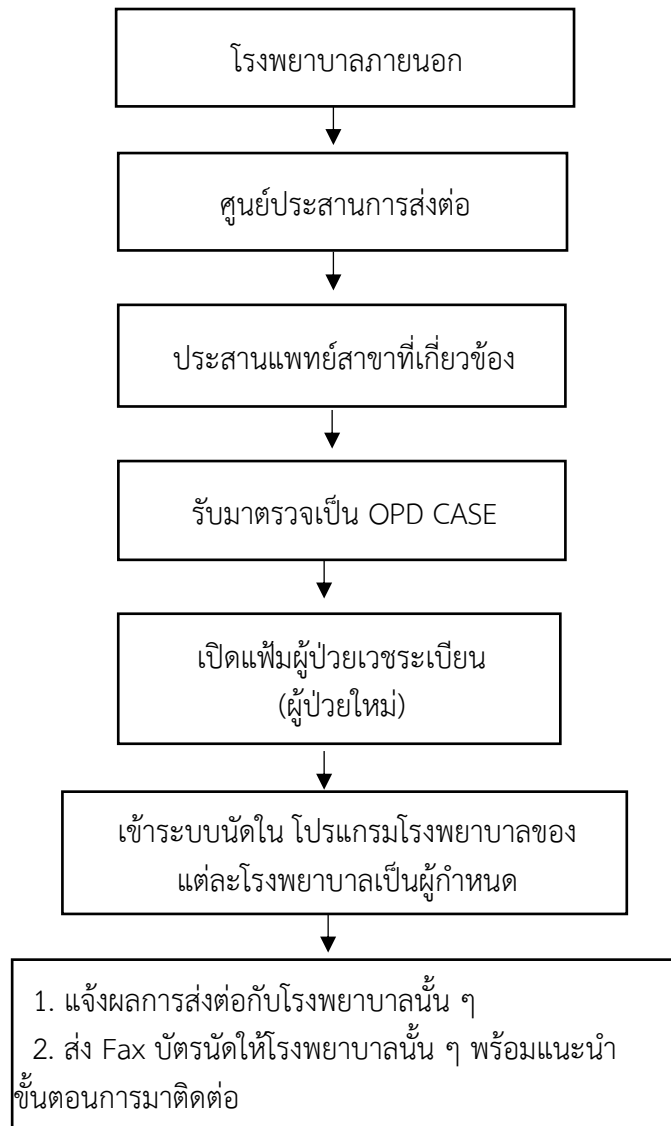 โรงพยาบาลภายนอก
ศูนย์ประสานการส่งต่อ
ประสานแพทย์สาขาที่เกี่ยวข้อง
รับมาตรวจเป็น OPD CASE
เปิดแฟ้มผู้ป่วยเวชระเบียน
(ผู้ป่วยใหม่)
เข้าระบบนัดใน โปรแกรมโรงพยาบาลของ
แต่ละโรงพยาบาลเป็นผู้กำหนด
1. แจ้งผลการส่งต่อกับโรงพยาบาลนั้น ๆ
2. ส่ง Fax บัตรนัดให้โรงพยาบาลนั้น ๆ พร้อมแนะนำ
ขั้นตอนการมาติดต่อ